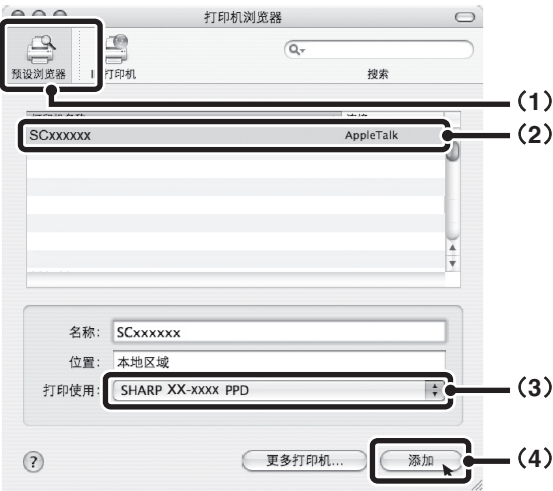 打印机浏览器
预设浏览器
打印机
搜索
(1)
SCxxxxxx AppleTalk
(2)
名称: SCxxxxxx
位置: 本地区域
打印使用: SHARP XX-xxxx PPD
(3)
? 更多打印机... 添加
(4)